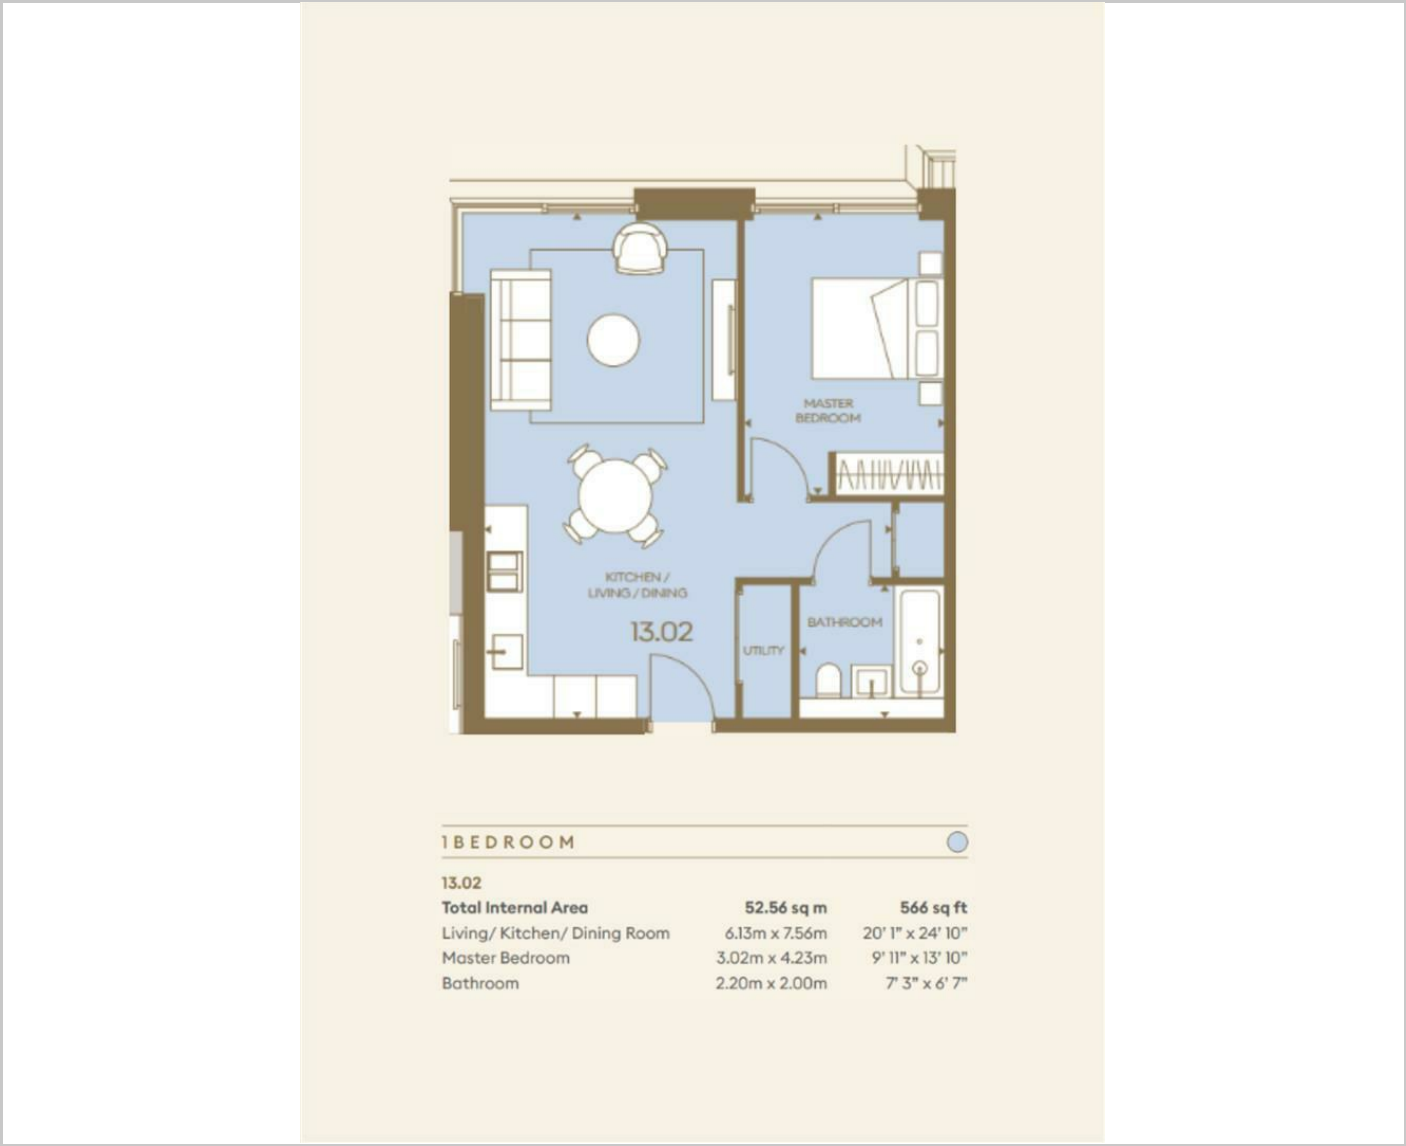 MASTER
BEDROOM
KITCHEN /
LIVING / DINING
13.02
BATHROOM
UTILITY
1 BEDROOM
13.02
Total Internal Area 52.56 sq m 566 sq ft
Living/ Kitchen/ Dining Room 6.13m x 7.56m 20' 1" x 24' 10"
Master Bedroom 3.02m x 4.23m 9' 11" x 13' 10"
Bathroom 2.20m x 2.00m 7' 3" x 6' 7"